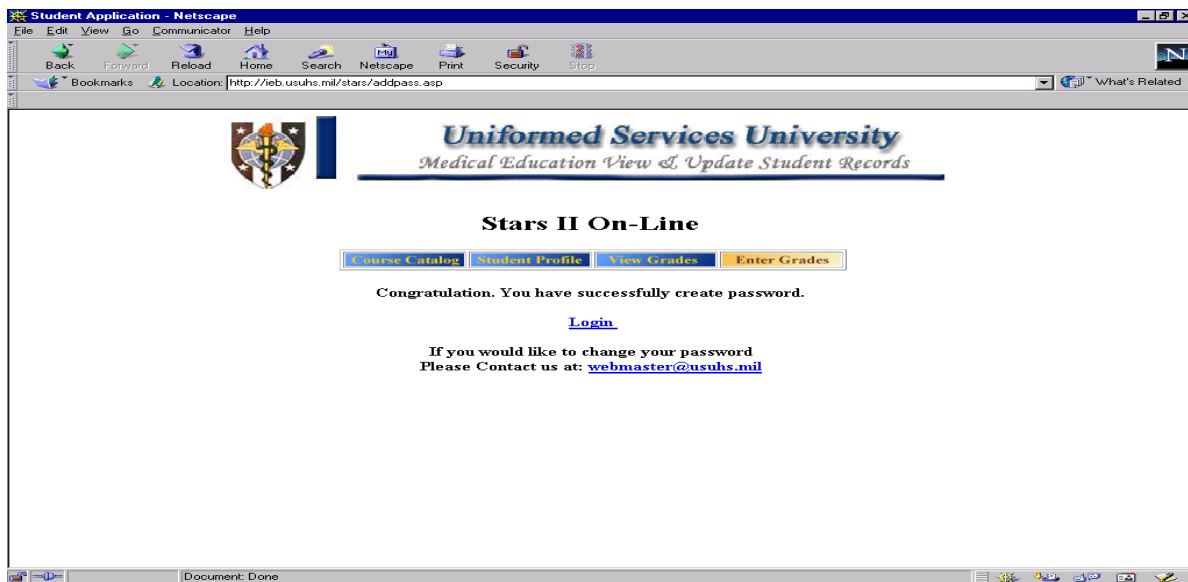 Student Application - Netscape
File Edit View Go Communicator Help
Back Forward Reload Home Search Netscape Print Security Stop
Bookmarks Location: http://ieb.usuhs.mil/stars/addpass.asp What's Related
Uniformed Services University
Medical Education View & Update Student Records
Stars II On-Line
Course Catalog Student Profile View Grades Enter Grades
Congratulation. You have successfully create password.
Login
If you would like to change your password
Please Contact us at: webmaster@usuhs.mil
Document: Done